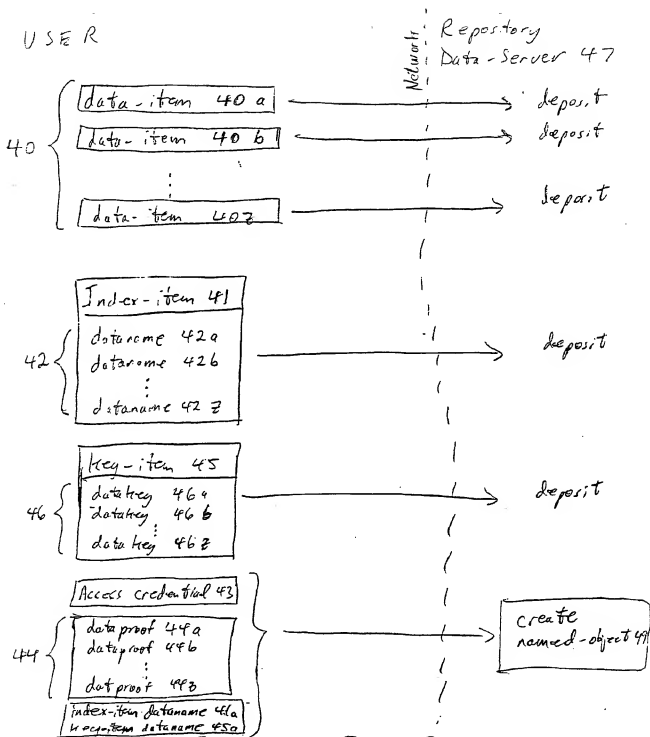 USER
Network
Repository
Data-Server 47
data-item 40a
deposit
40
data-item 40b
deposit
data-item 40z
deposit
Index-item 41
42
dataname 42a
dataname 42b
dataname 42z
deposit
Key-item 45
46
datakey 46a
datakey 46b
datakey 46z
deposit
Access credential 43
44
dataproof 44a
dataproof 44b
datproof 44z
index-item dataname 41a
key-item dataname 45a
create
named-object 49